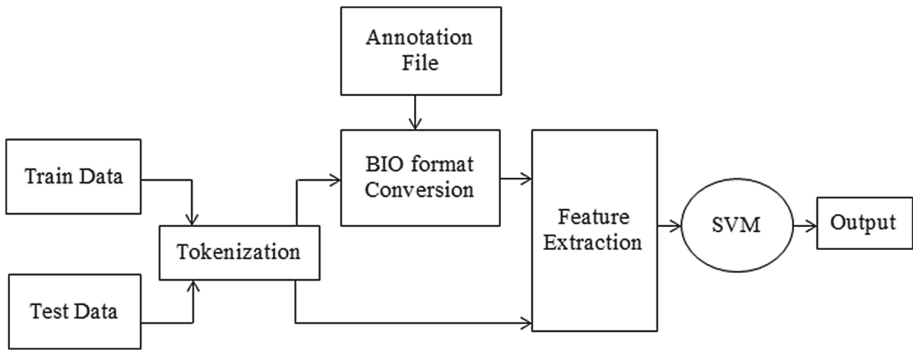 Annotation
File
Train Data
BIO format
Conversion
Tokenization
Feature
Extraction
SVM
Output
Test Data